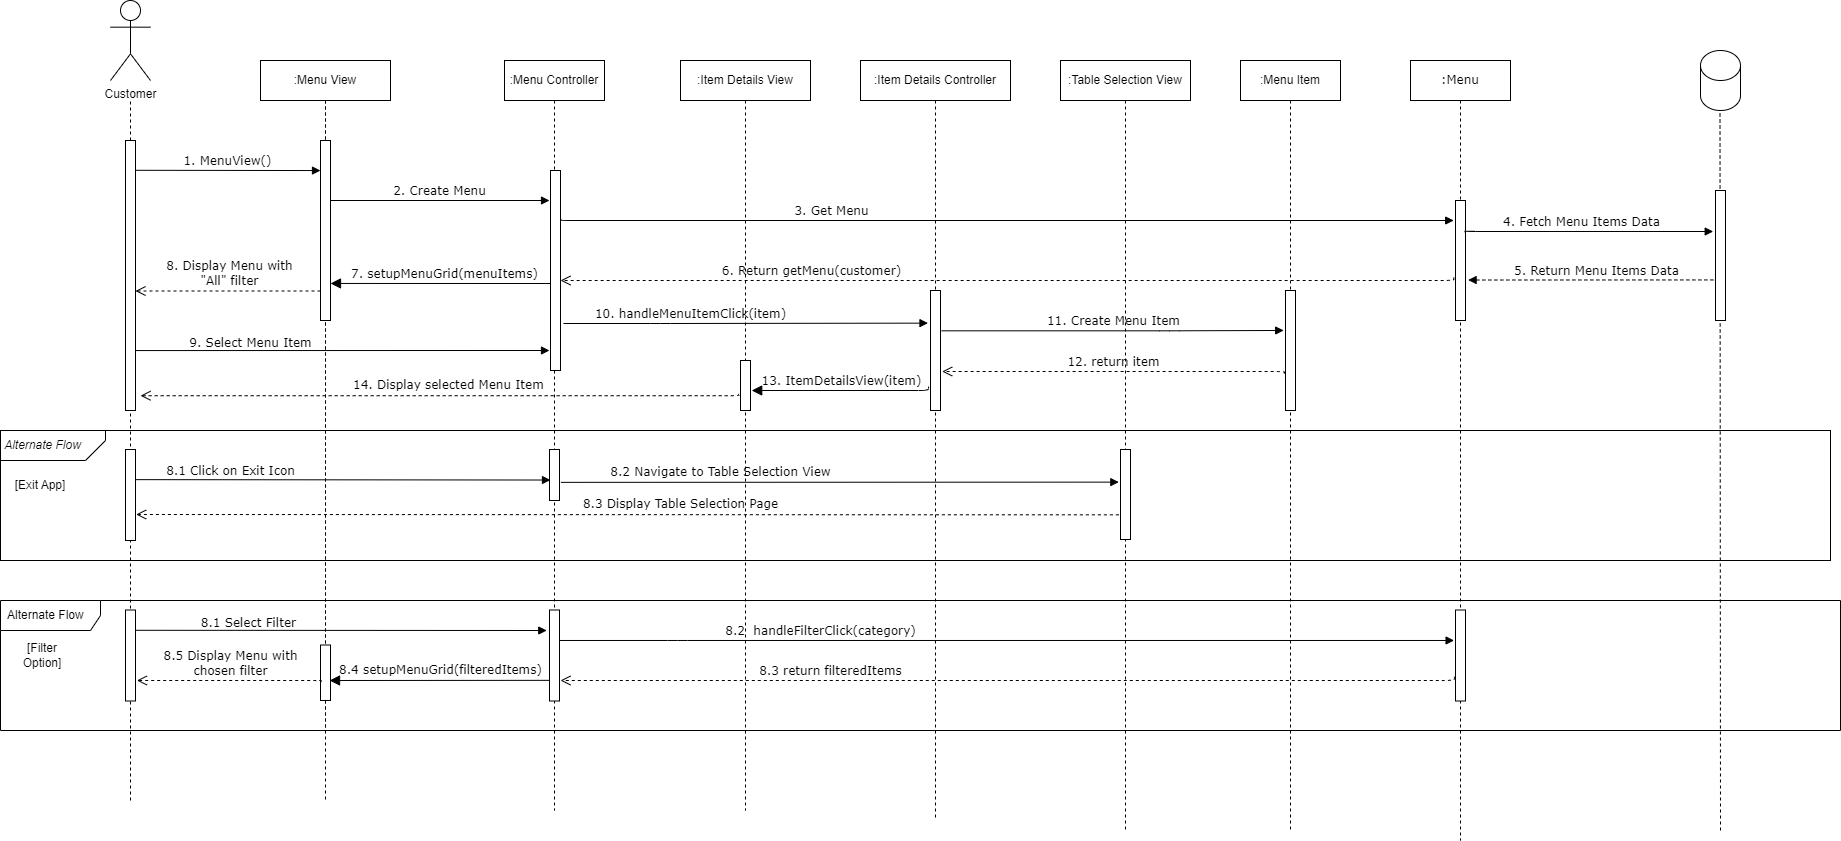 Customer
:Menu View
:Menu Controller
:Item Details View
:Item Details Controller
:Table Selection View
:Menu Item
:Menu
1. MenuView()
2. Create Menu
3. Get Menu
4. Fetch Menu Items Data
5. Return Menu Items Data
6. Return getMenu(customer)
7. setupMenuGrid(menuItems)
8. Display Menu with
"All" filter
9. Select Menu Item
10. handleMenuItemClick(item)
11. Create Menu Item
12. return item
13. ItemDetailsView(item)
14. Display selected Menu Item
Alternate Flow
[Exit App]
8.1 Click on Exit Icon
8.2 Navigate to Table Selection View
8.3 Display Table Selection Page
Alternate Flow
[Filter
Option]
8.1 Select Filter
8.2 handleFilterClick(category)
8.3 return filteredItems
8.4 setupMenuGrid(filteredItems)
8.5 Display Menu with
chosen filter